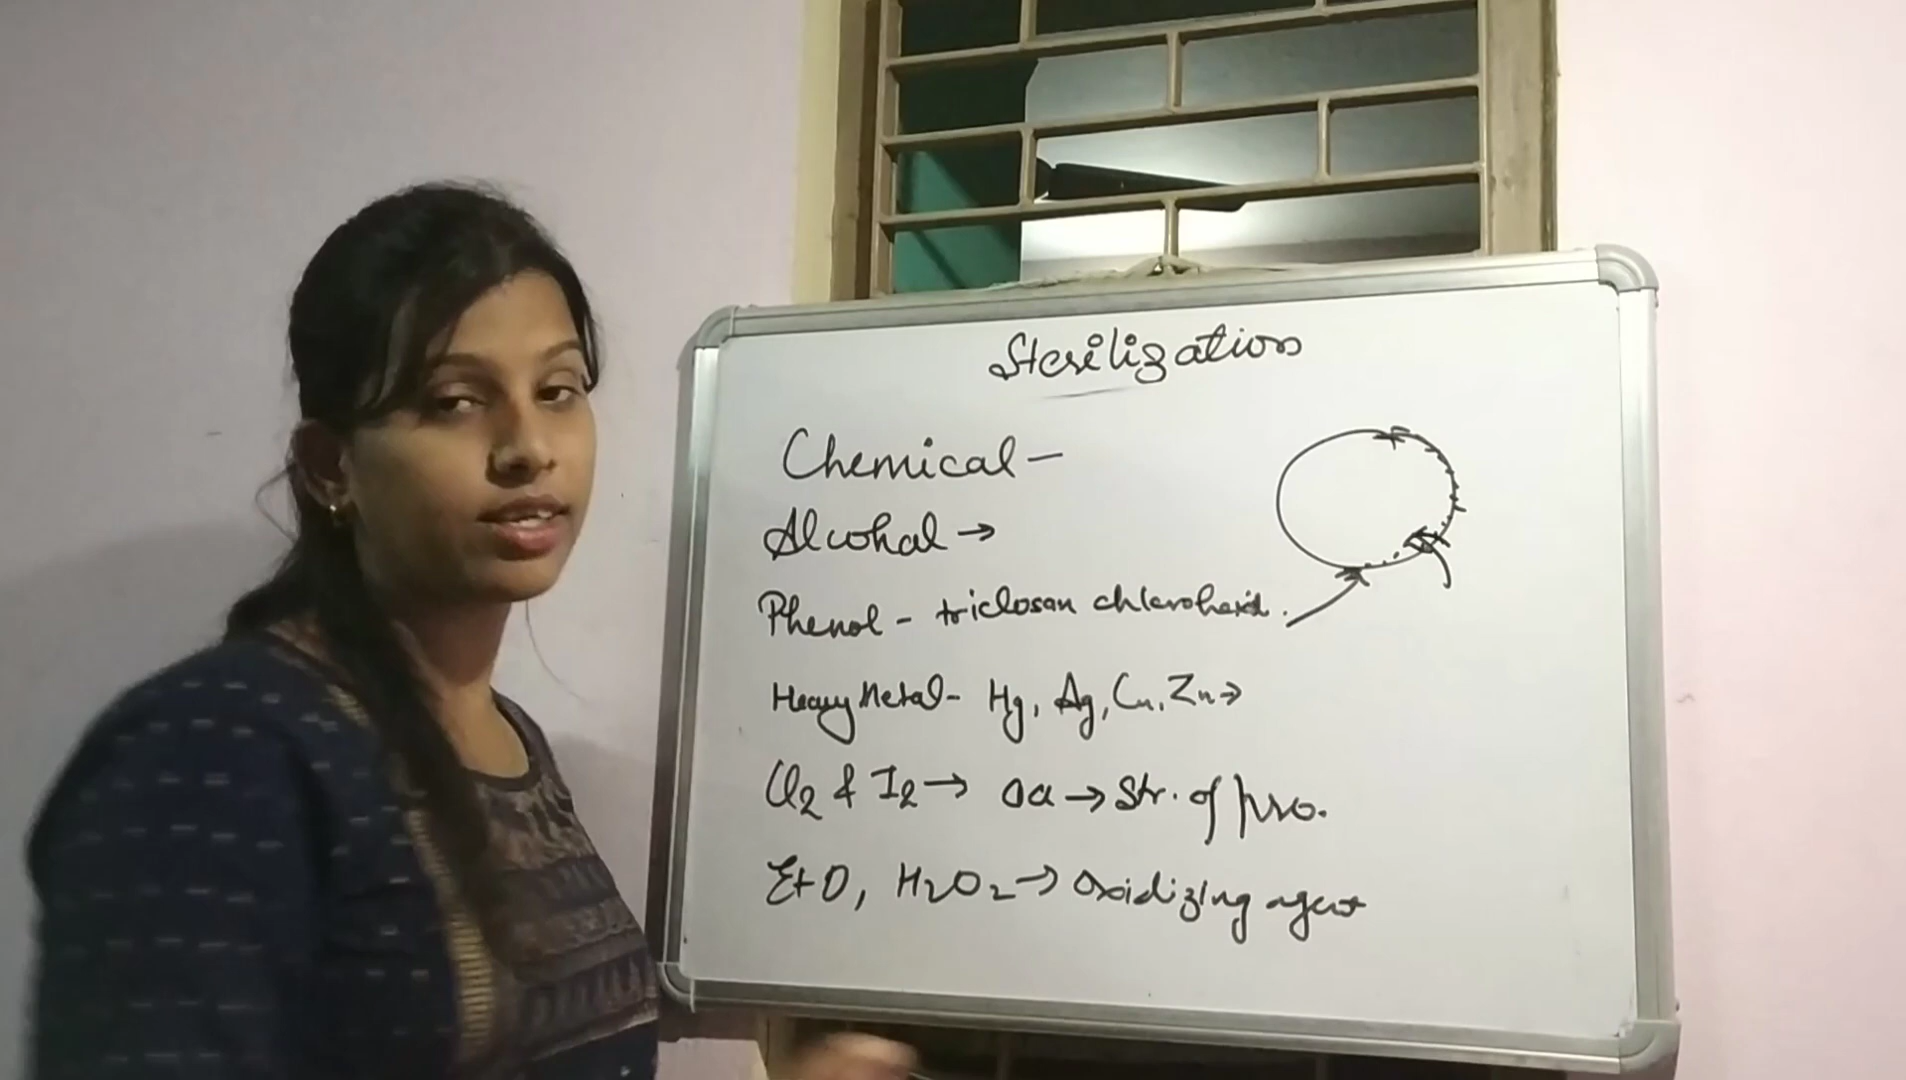 Sterilization
Chemical -
Alcohal →
Phenol - triclosan chlorohexid.
Heavy Metal - Hg, Ag, Cu, Zn →
Cl2 & I2 → Oa → Str. of pro.
EtO, H2O2 → Oxidizing agent